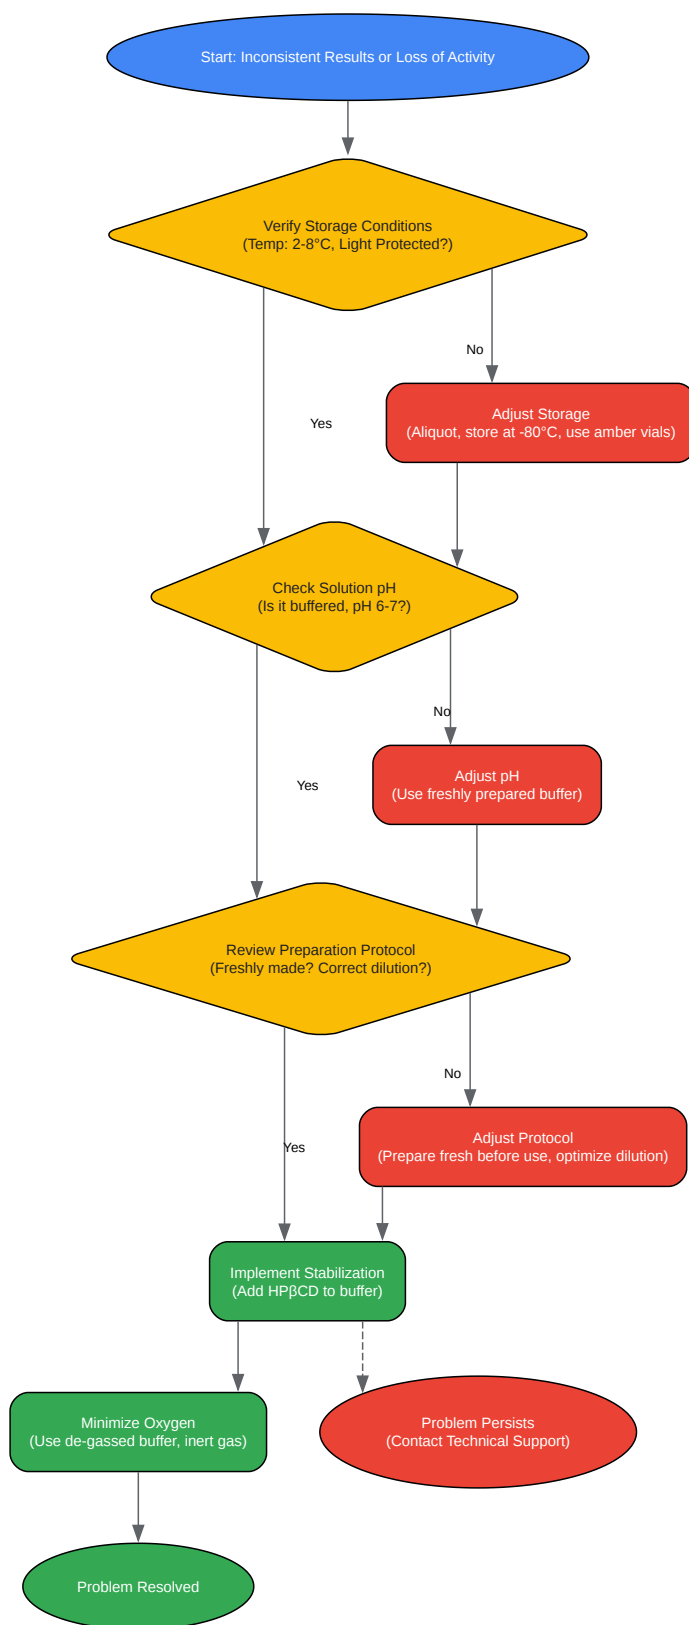 Start: Inconsistent Results or Loss of Activity
Verify Storage Conditions
(Temp: 2-8°C, Light Protected?)
No
Adjust Storage
(Aliquot, store at -80°C, use amber vials)
Yes
Check Solution pH
(Is it buffered, pH 6-7?)
No
Adjust pH
(Use freshly prepared buffer)
Yes
Review Preparation Protocol
(Freshly made? Correct dilution?)
No
Adjust Protocol
(Prepare fresh before use, optimize dilution)
Yes
Implement Stabilization
(Add HPβCD to buffer)
Minimize Oxygen
(Use de-gassed buffer, inert gas)
Problem Persists
(Contact Technical Support)
Problem Resolved